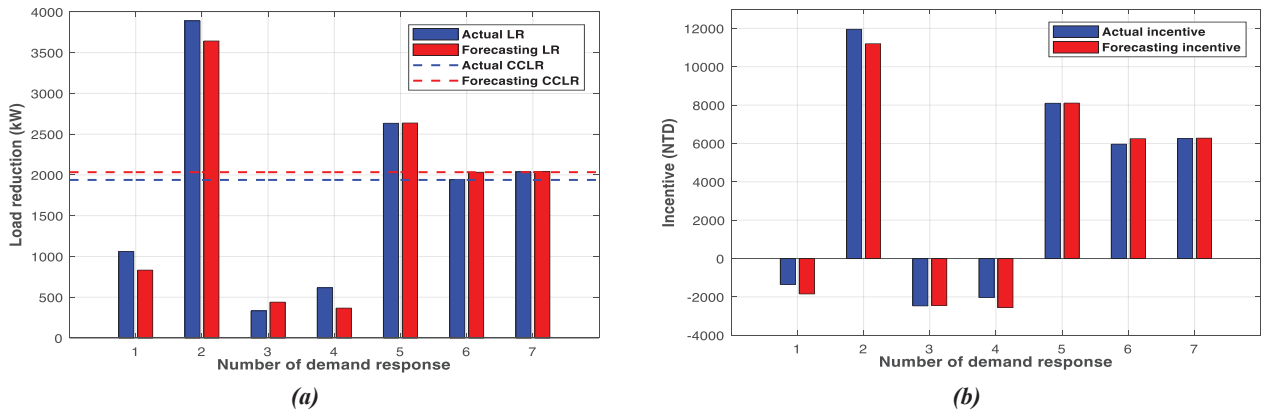 4000
3500
3000
2500
2000
1500
1000
500
0
Load reduction (kW)
Actual LR
Forecasting LR
Actual CCLR
Forecasting CCLR
1 2 3 4 5 6 7
Number of demand response
(a)
12000
10000
8000
6000
4000
2000
0
-2000
-4000
Incentive (NTD)
Actual incentive
Forecasting incentive
1 2 3 4 5 6 7
Number of demand response
(b)